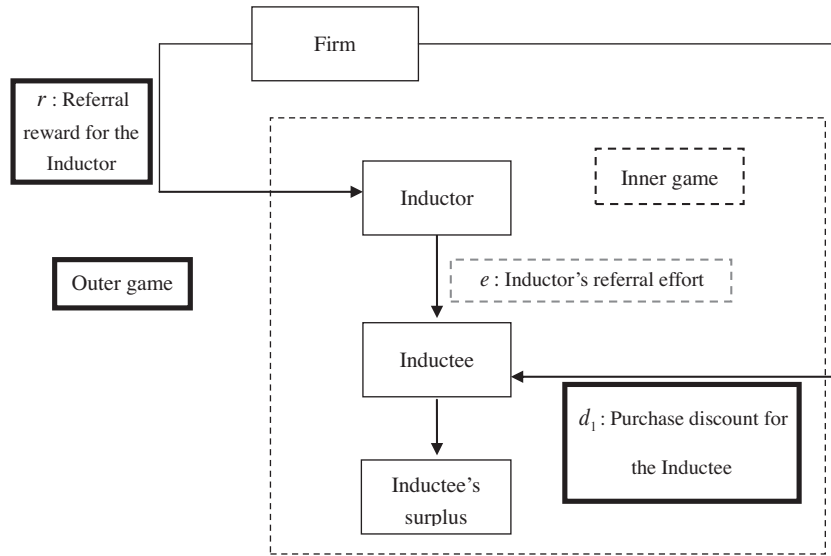 Firm
r : Referral
reward for the
Inductor
Inner game
Inductor
Outer game
e : Inductor's referral effort
Inductee
d₁ : Purchase discount for
the Inductee
Inductee's
surplus